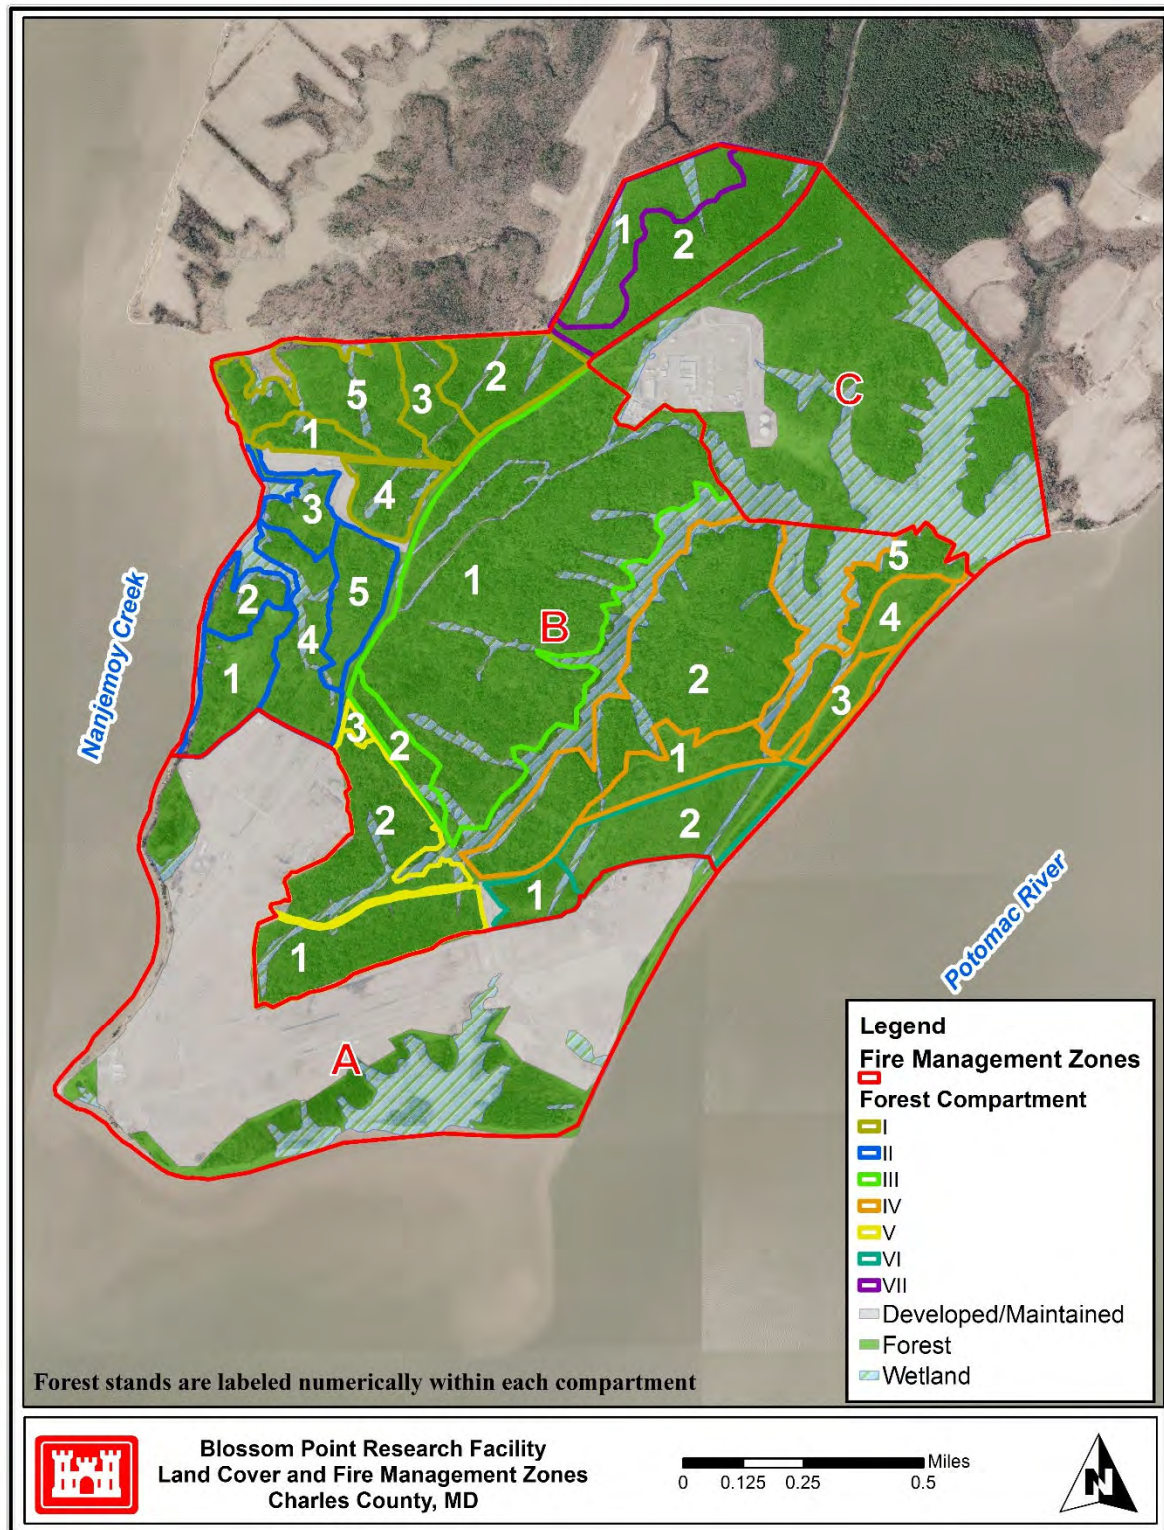 1
2
C
5
3
2
1
4
3
5
1
2
4
1
B
2
5
4
3
1
2
3
2
2
1
1
A
Nanjemoy Creek
Potomac River
Legend
Fire Management Zones
Forest Compartment
I
II
III
IV
V
VI
VII
Developed/Maintained
Forest
Wetland
Forest stands are labeled numerically within each compartment
Blossom Point Research Facility
Land Cover and Fire Management Zones
Charles County, MD
Miles
0 0.125 0.25 0.5
N